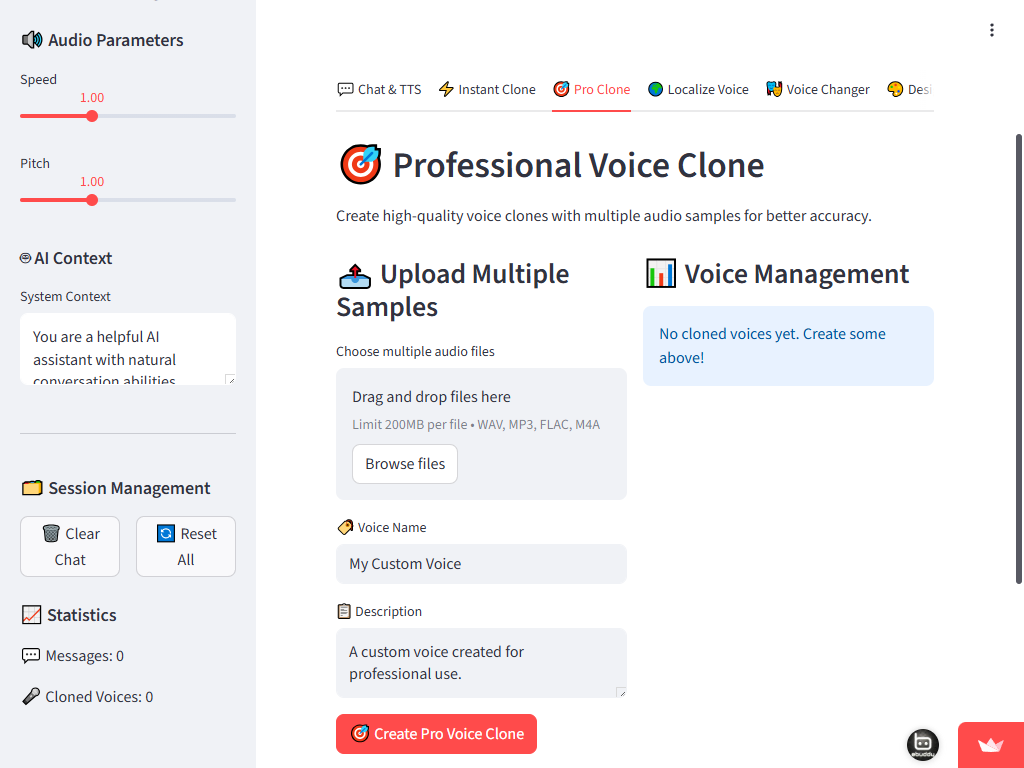 Audio Parameters
Speed
1.00
Pitch
1.00
AI Context
System Context
You are a helpful AI
assistant with natural
conversation abilities
Session Management
Clear
Chat
Reset
All
Statistics
Messages: 0
Cloned Voices: 0
Chat & TTS
Instant Clone
Pro Clone
Localize Voice
Voice Changer
Professional Voice Clone
Create high-quality voice clones with multiple audio samples for better accuracy.
Upload Multiple
Samples
Choose multiple audio files
Drag and drop files here
Limit 200MB per file • WAV, MP3, FLAC, M4A
Browse files
Voice Name
My Custom Voice
Description
A custom voice created for
professional use.
Create Pro Voice Clone
Voice Management
No cloned voices yet. Create some
above!